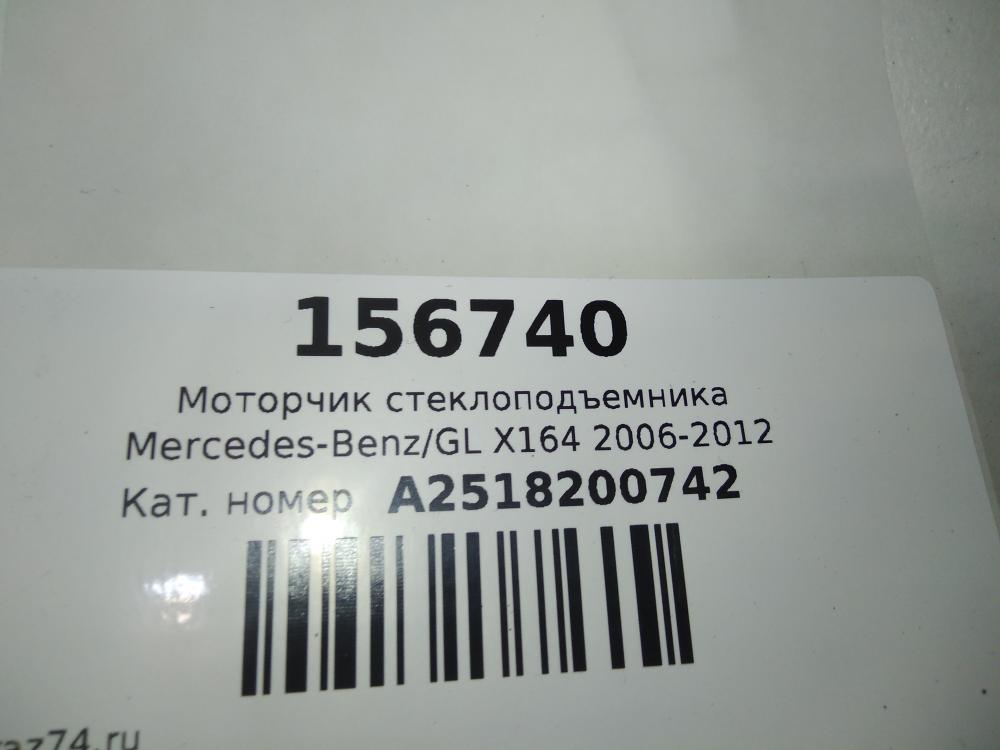 156740
Моторчик стеклоподъемника
Mercedes-Benz/GL X164 2006-2012
Кат. номер A2518200742